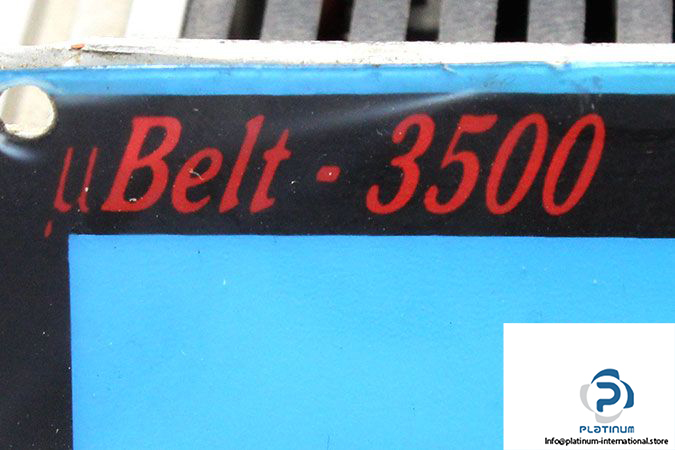 µBelt - 3500
PLATINUM
Info@platinum-international.store